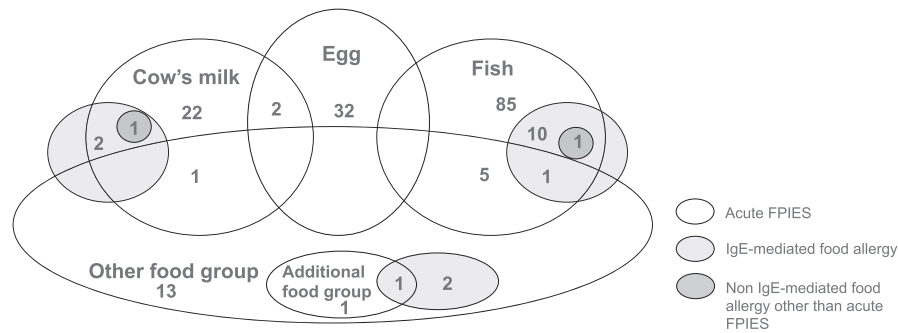 Egg
Cow's milk
Fish
22
2
32
85
2
1
10
1
1
5
1
Other food group
13
Additional
food group
1
1
2
Acute FPIES
IgE-mediated food allergy
Non IgE-mediated food
allergy other than acute
FPIES